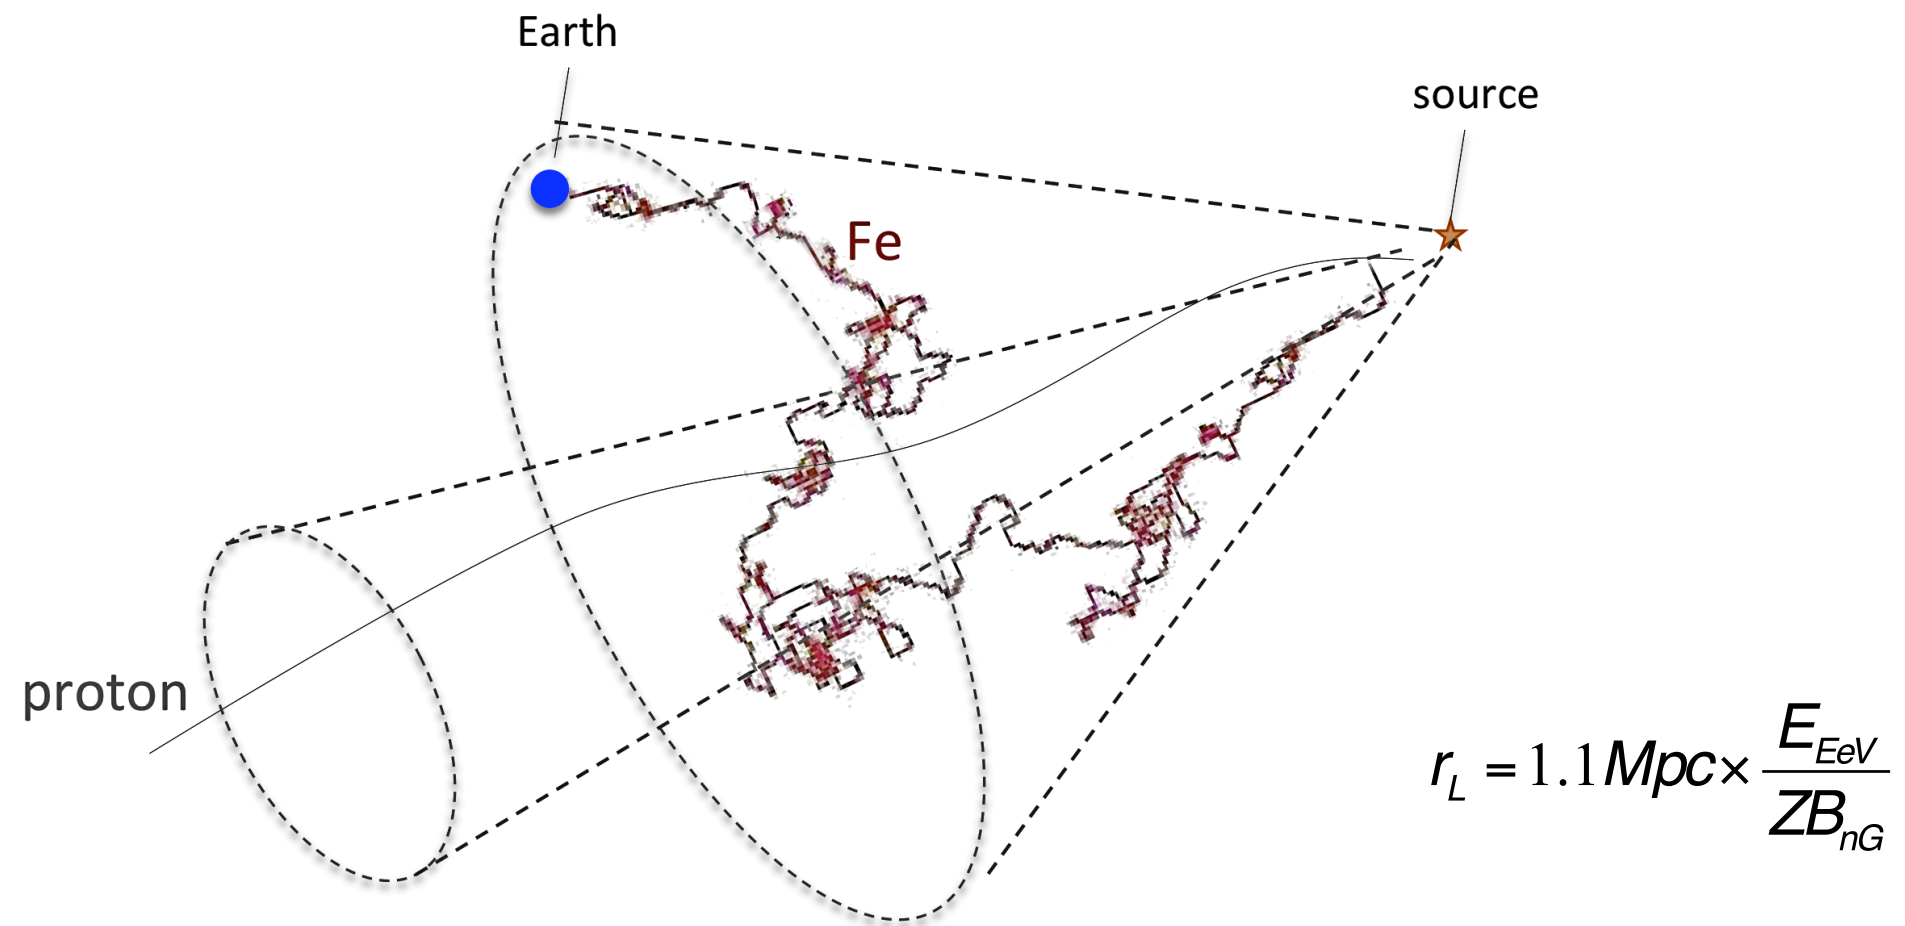 Earth
source
Fe
proton
r_L = 1.1 Mpc × E_EeV / ZB_nG